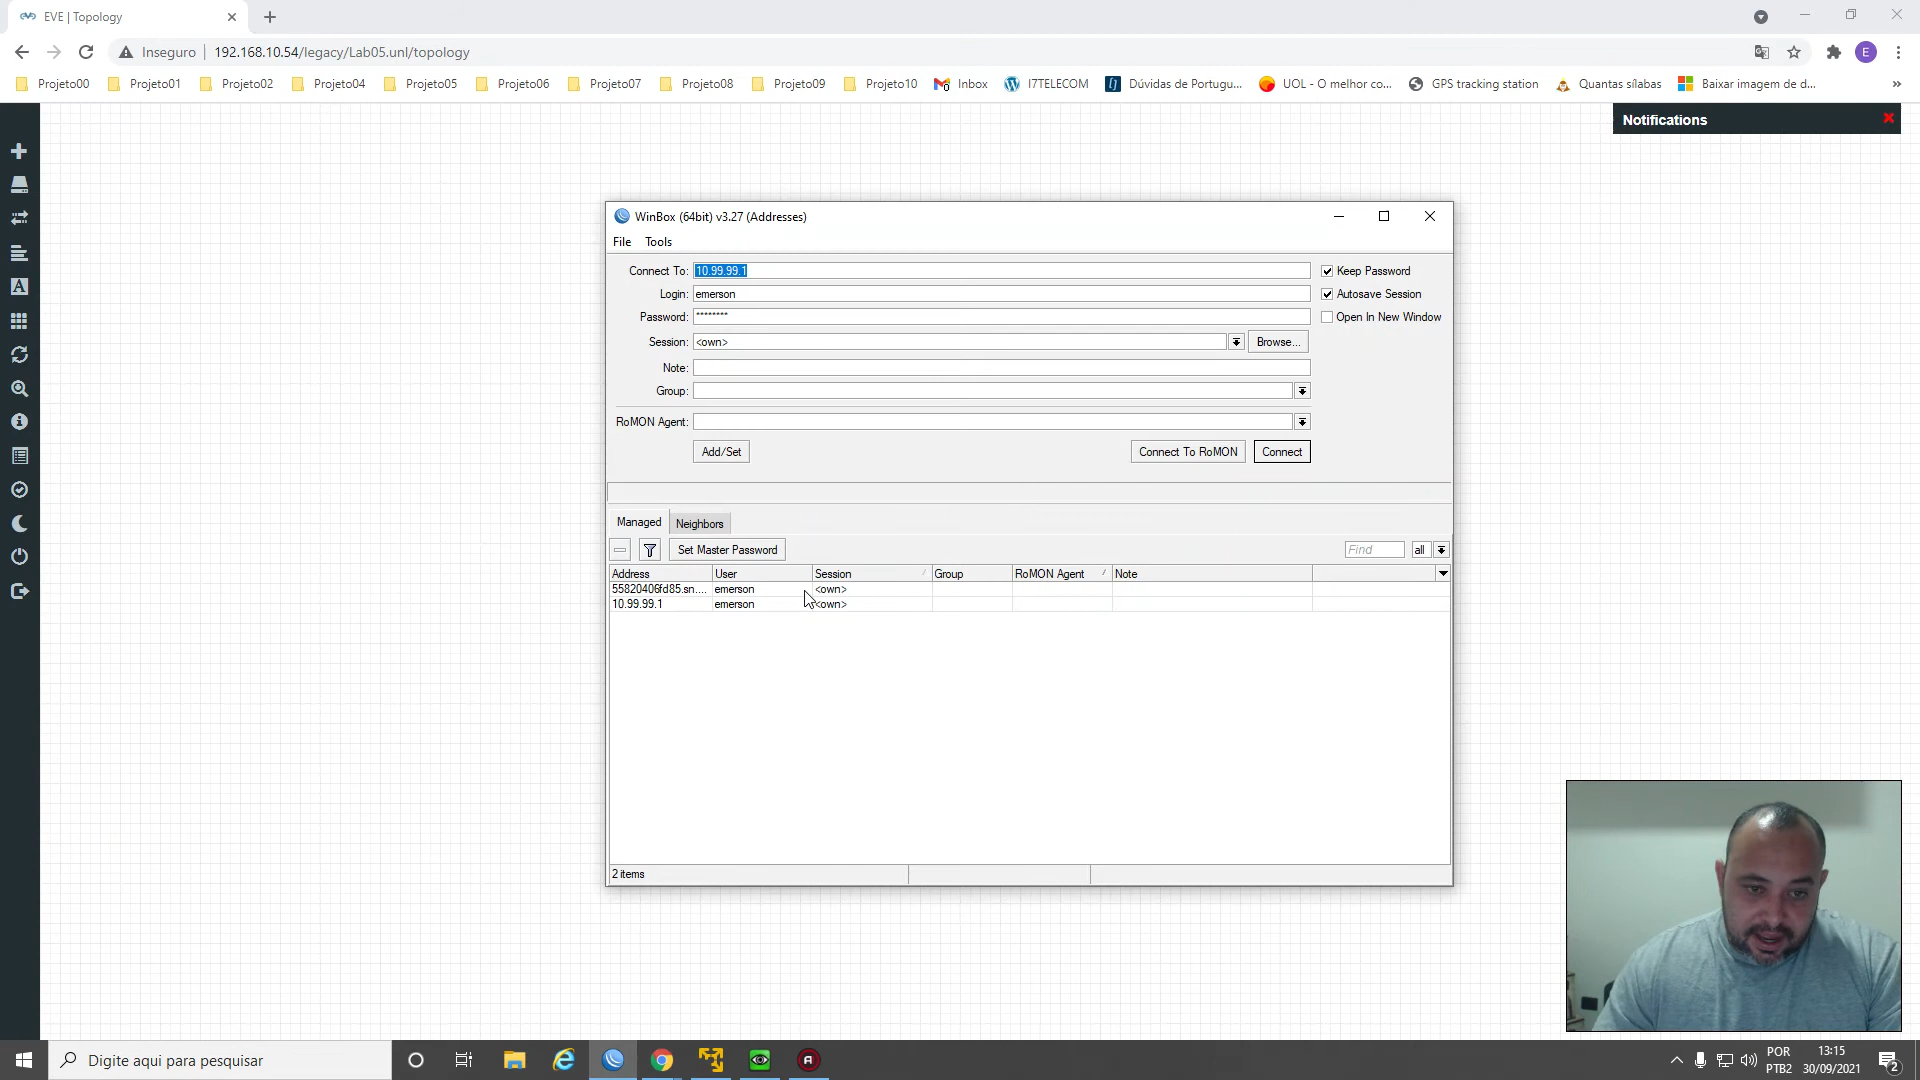 EVE | Topology
Inseguro
192.168.10.54/legacy/Lab05.unl/topology
E
Projeto00
Projeto01
Projeto02
Projeto04
Projeto05
Projeto06
Projeto07
Projeto08
Projeto09
Projeto10
Inbox
I7TELECOM
Dúvidas de Portugu...
UOL - O melhor co...
GPS tracking station
Quantas sílabas
Baixar imagem de d...
»
Notifications
WinBox (64bit) v3.27 (Addresses)
File Tools
Connect To: 10.99.99.1
Keep Password
Login: emerson
Autosave Session
Password: ********
Open In New Window
Session: <own>
Browse...
Note:
Group:
RoMON Agent:
Add/Set
Connect To RoMON
Connect
Managed
Neighbors
Set Master Password
Find
all
Address User Session Group RoMON Agent Note
55820406fd85.sn.... emerson <own>
10.99.99.1 emerson <own>
2 items
Digite aqui para pesquisar
POR
PTB2
13:15
30/09/2021
2